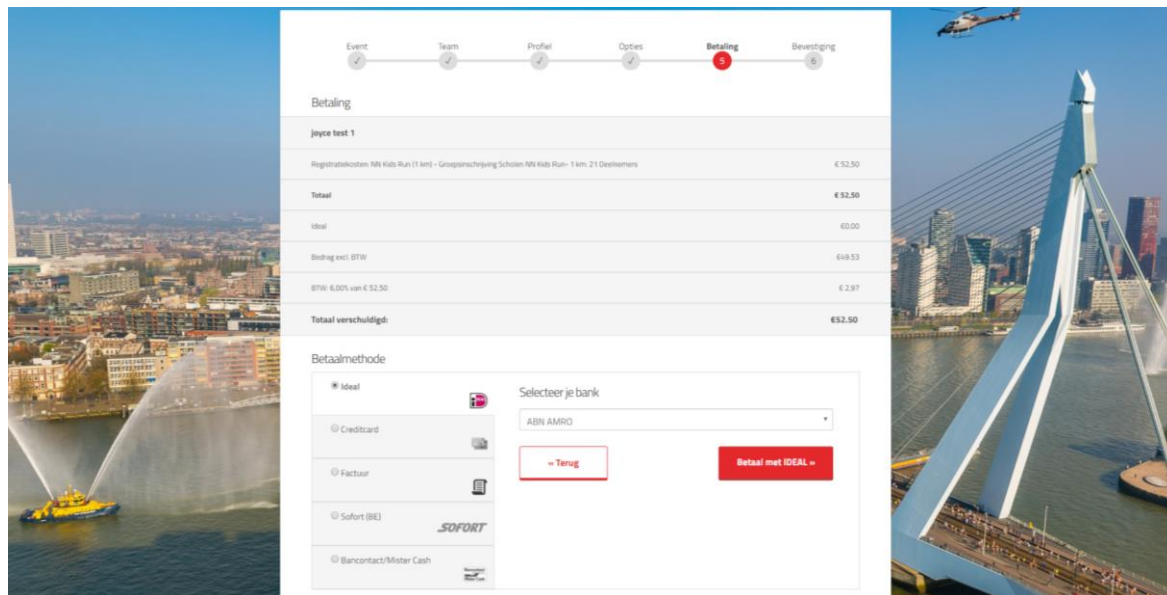 Event Team Profiel Opties Betaling Bevestiging
✓ ✓ ✓ ✓ 5 6
Betaling
joyce test 1
Registratiekosten: NN Kids Run (1 km) - Groepsinschrijving Scholen NN Kids Run- 1 km: 21 Deelnemers € 52,50
Totaal € 52,50
Ideal €0.00
Bedrag excl. BTW €49.53
BTW: 6,00% van € 52,50 € 2,97
Totaal verschuldigd: €52.50
Betaalmethode
Ideal
Selecteer je bank
ABN AMRO
Creditcard
« Terug Betaal met IDEAL »
Factuur
Sofort (BE)
SOFORT
Bancontact/Mister Cash